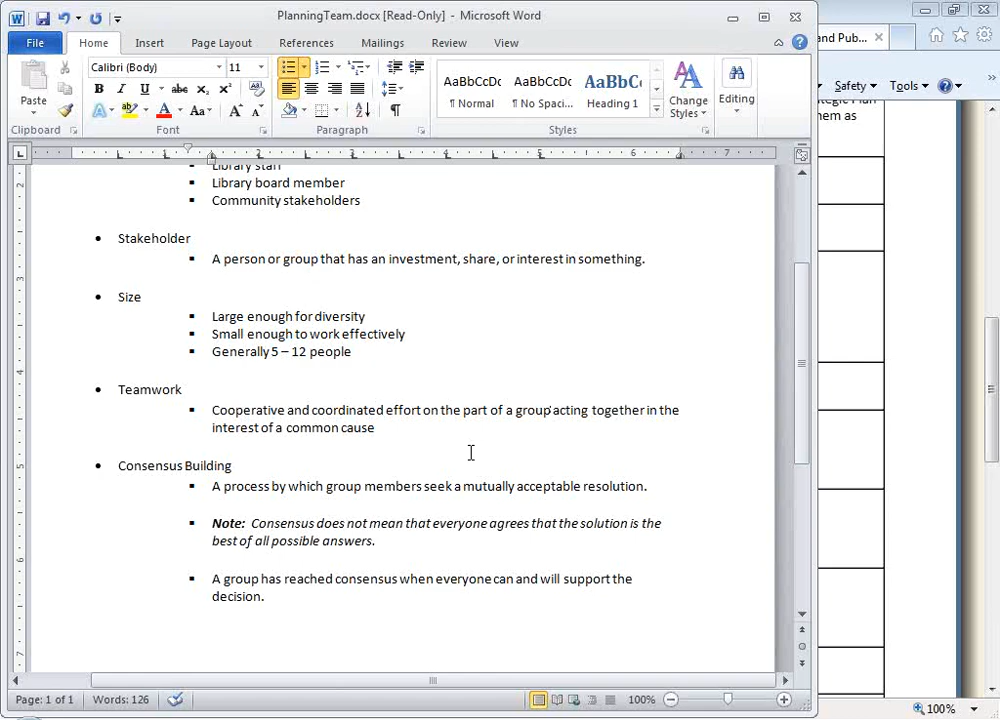 PlanningTeam.docx [Read-Only] - Microsoft Word
and Pub...
File Home Insert Page Layout References Mailings Review View
Calibri (Body) 11
AaBbCcDc AaBbCcDc AaBbCc
¶ Normal ¶ No Spaci... Heading 1
Paste
Change
Styles
Editing
Clipboard Font Paragraph Styles
Safety Tools
em as
Library staff
▪ Library board member
▪ Community stakeholders
• Stakeholder
▪ A person or group that has an investment, share, or interest in something.
• Size
▪ Large enough for diversity
▪ Small enough to work effectively
▪ Generally 5 – 12 people
• Teamwork
▪ Cooperative and coordinated effort on the part of a group acting together in the
interest of a common cause
• Consensus Building
▪ A process by which group members seek a mutually acceptable resolution.
▪ Note: Consensus does not mean that everyone agrees that the solution is the
best of all possible answers.
▪ A group has reached consensus when everyone can and will support the
decision.
Page: 1 of 1 Words: 126 100%
100%